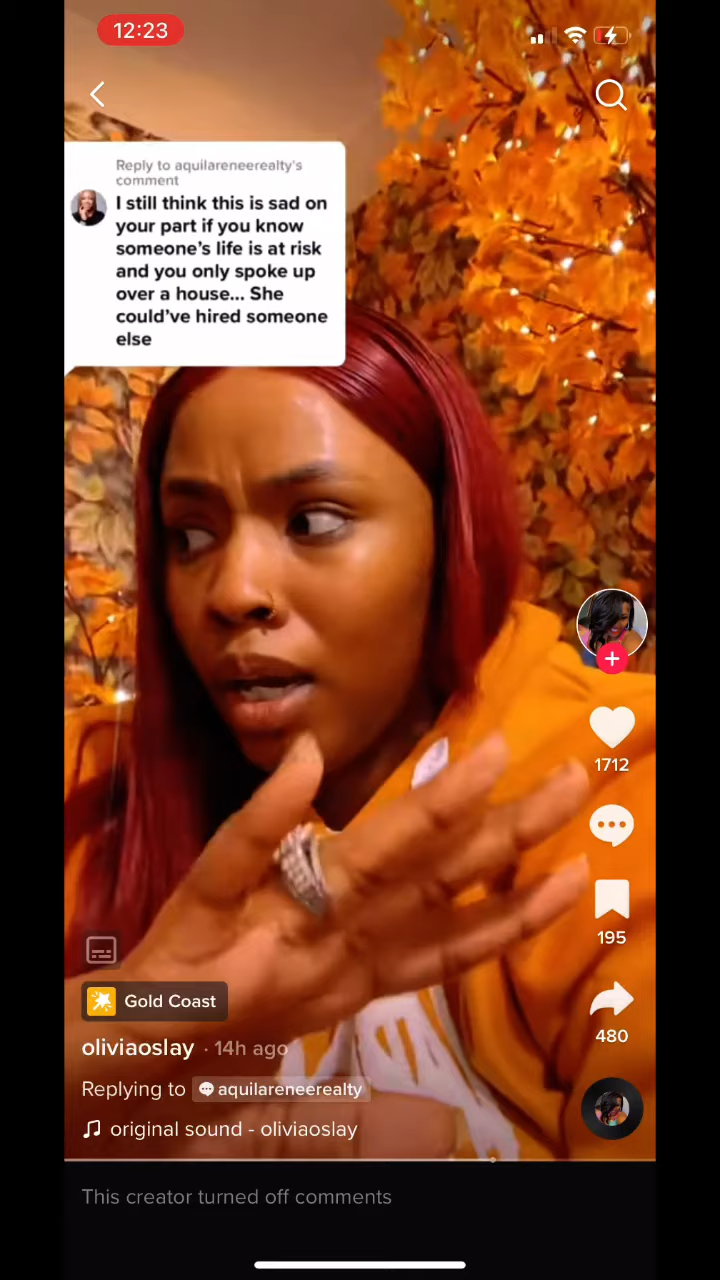 12:23
Reply to aquilareneerealty's
comment
I still think this is sad on
your part if you know
someone's life is at risk
and you only spoke up
over a house... She
could've hired someone
else
1712
195
480
Gold Coast
oliviaoslay · 14h ago
Replying to aquilareneerealty
original sound - oliviaoslay
This creator turned off comments